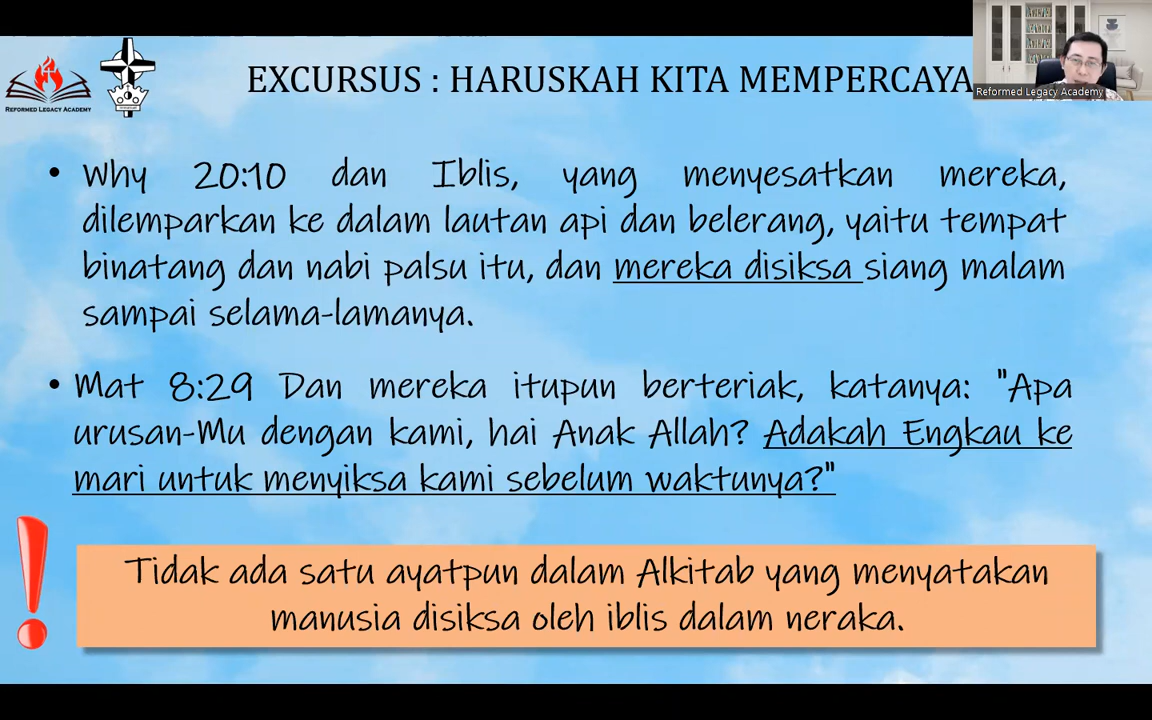 EXCURSUS : HARUSKAH KITA MEMPERCAYA
Reformed Legacy Academy
REFORMED LEGACY ACADEMY
• Why 20:10 dan Iblis, yang menyesatkan mereka,
dilemparkan ke dalam lautan api dan belerang, yaitu tempat
binatang dan nabi palsu itu, dan mereka disiksa siang malam
sampai selama-lamanya.
• Mat 8:29 Dan mereka itupun berteriak, katanya: "Apa
urusan-Mu dengan kami, hai Anak Allah? Adakah Engkau ke
mari untuk menyiksa kami sebelum waktunya?"
Tidak ada satu ayatpun dalam Alkitab yang menyatakan
manusia disiksa oleh iblis dalam neraka.